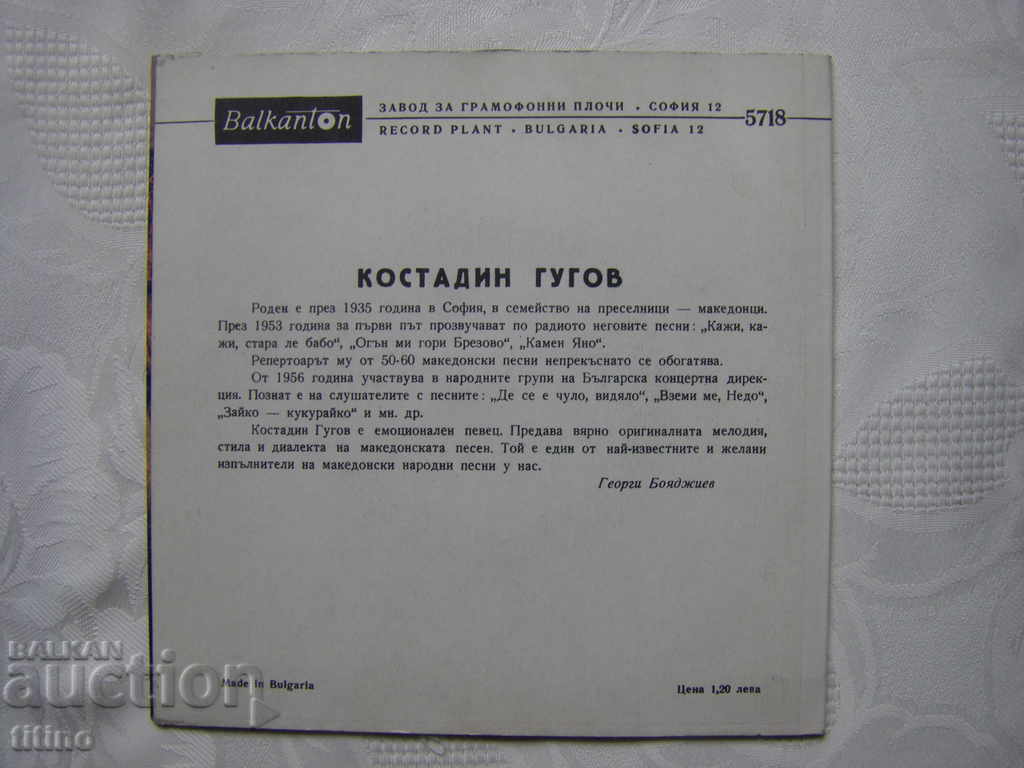 Balkanton
ЗАВОД ЗА ГРАМОФОННИ ПЛОЧИ • СОФИЯ 12
RECORD PLANT • BULGARIA • SOFIA 12
5718
КОСТАДИН ГУГОВ
Роден е през 1935 година в София, в семейство на преселници — македонци.
През 1953 година за първи път прозвучават по радиото неговите песни: „Кажи, ка-
жи, стара ле бабо“, „Огън ми гори Брезово“, „Камен Яно“.
Репертоарът му от 50-60 македонски песни непрекъснато се обогатява.
От 1956 година участвува в народните групи на Българска концертна дирек-
ция. Познат е на слушателите с песните: „Де се е чуло, видяло“, „Вземи ме, Недо“,
„Зайко — кукурайко“ и мн. др.
Костадин Гугов е емоционален певец. Предава вярно оригиналната мелодия,
стила и диалекта на македонската песен. Той е един от най-известните и желани
изпълнители на македонски народни песни у нас.
Георги Бояджиев
Made in Bulgaria
Цена 1,20 лева
BALKAN
auction
titino